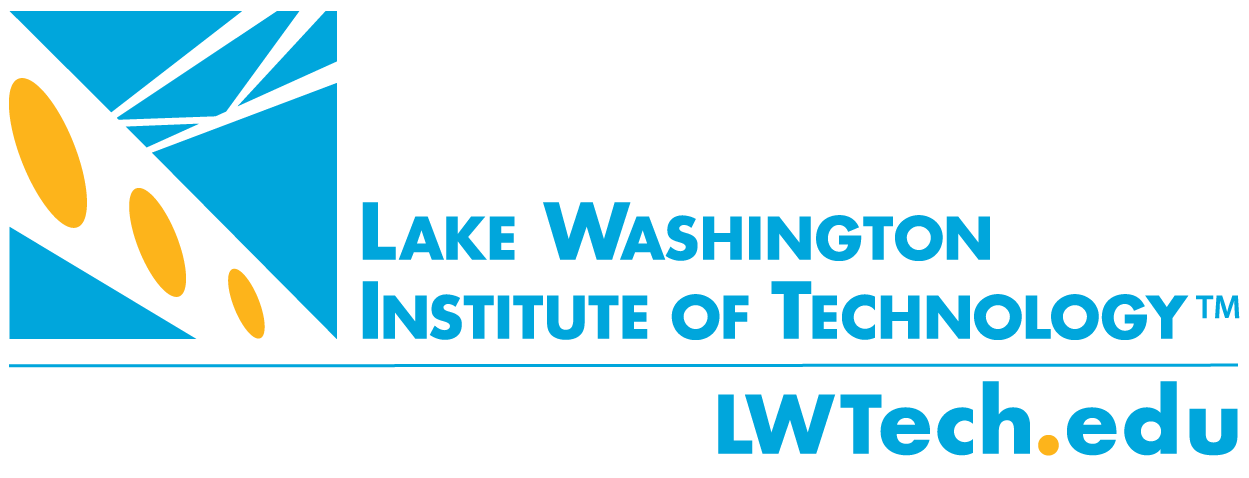 Lake Washington
Institute of Technology™
LWTech.edu